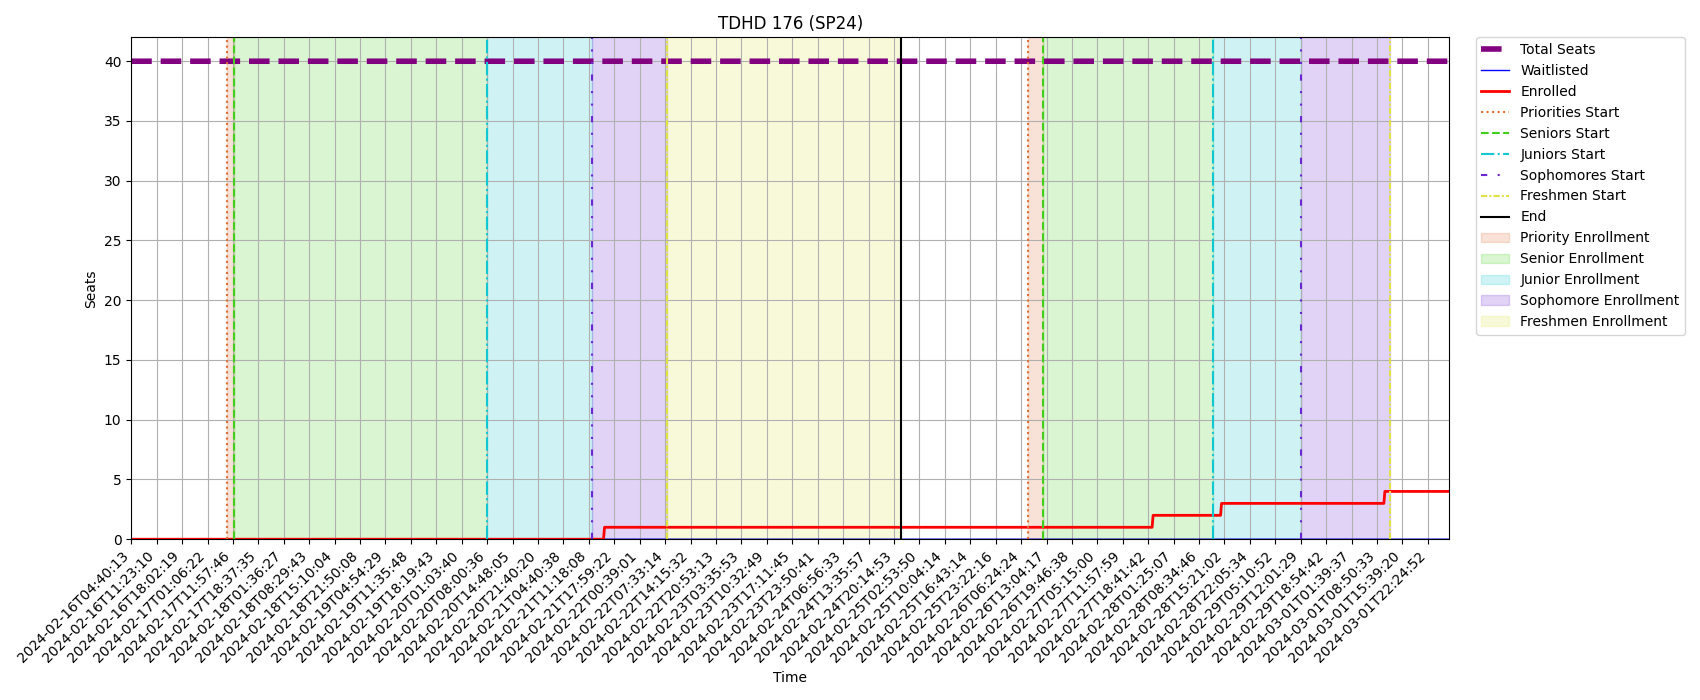 TDHD 176 (SP24)
Seats
40
35
30
25
20
15
10
5
0
2024-02-16T04:40:13
2024-02-16T11:23:10
2024-02-16T18:02:19
2024-02-17T01:06:22
2024-02-17T11:57:46
2024-02-17T18:37:35
2024-02-18T01:36:27
2024-02-18T08:29:43
2024-02-18T15:10:04
2024-02-18T21:50:08
2024-02-19T04:54:29
2024-02-19T11:35:48
2024-02-19T18:19:43
2024-02-20T01:03:40
2024-02-20T08:00:36
2024-02-20T14:48:05
2024-02-20T21:40:20
2024-02-21T04:40:38
2024-02-21T11:18:08
2024-02-21T17:59:22
2024-02-22T00:39:01
2024-02-22T07:33:14
2024-02-22T14:15:32
2024-02-22T20:53:13
2024-02-23T03:35:53
2024-02-23T10:32:49
2024-02-23T17:11:45
2024-02-23T23:50:41
2024-02-24T06:56:33
2024-02-24T13:35:57
2024-02-24T20:14:53
2024-02-25T02:53:50
2024-02-25T10:04:14
2024-02-25T16:43:14
2024-02-25T23:22:16
2024-02-26T06:24:24
2024-02-26T13:04:17
2024-02-26T19:46:38
2024-02-27T05:15:00
2024-02-27T11:57:59
2024-02-27T18:41:42
2024-02-28T01:25:07
2024-02-28T08:34:46
2024-02-28T15:21:02
2024-02-28T22:05:34
2024-02-29T05:10:52
2024-02-29T12:01:29
2024-02-29T18:54:42
2024-03-01T01:39:37
2024-03-01T08:50:33
2024-03-01T15:39:20
2024-03-01T22:24:52
Time
Total Seats
Waitlisted
Enrolled
Priorities Start
Seniors Start
Juniors Start
Sophomores Start
Freshmen Start
End
Priority Enrollment
Senior Enrollment
Junior Enrollment
Sophomore Enrollment
Freshmen Enrollment